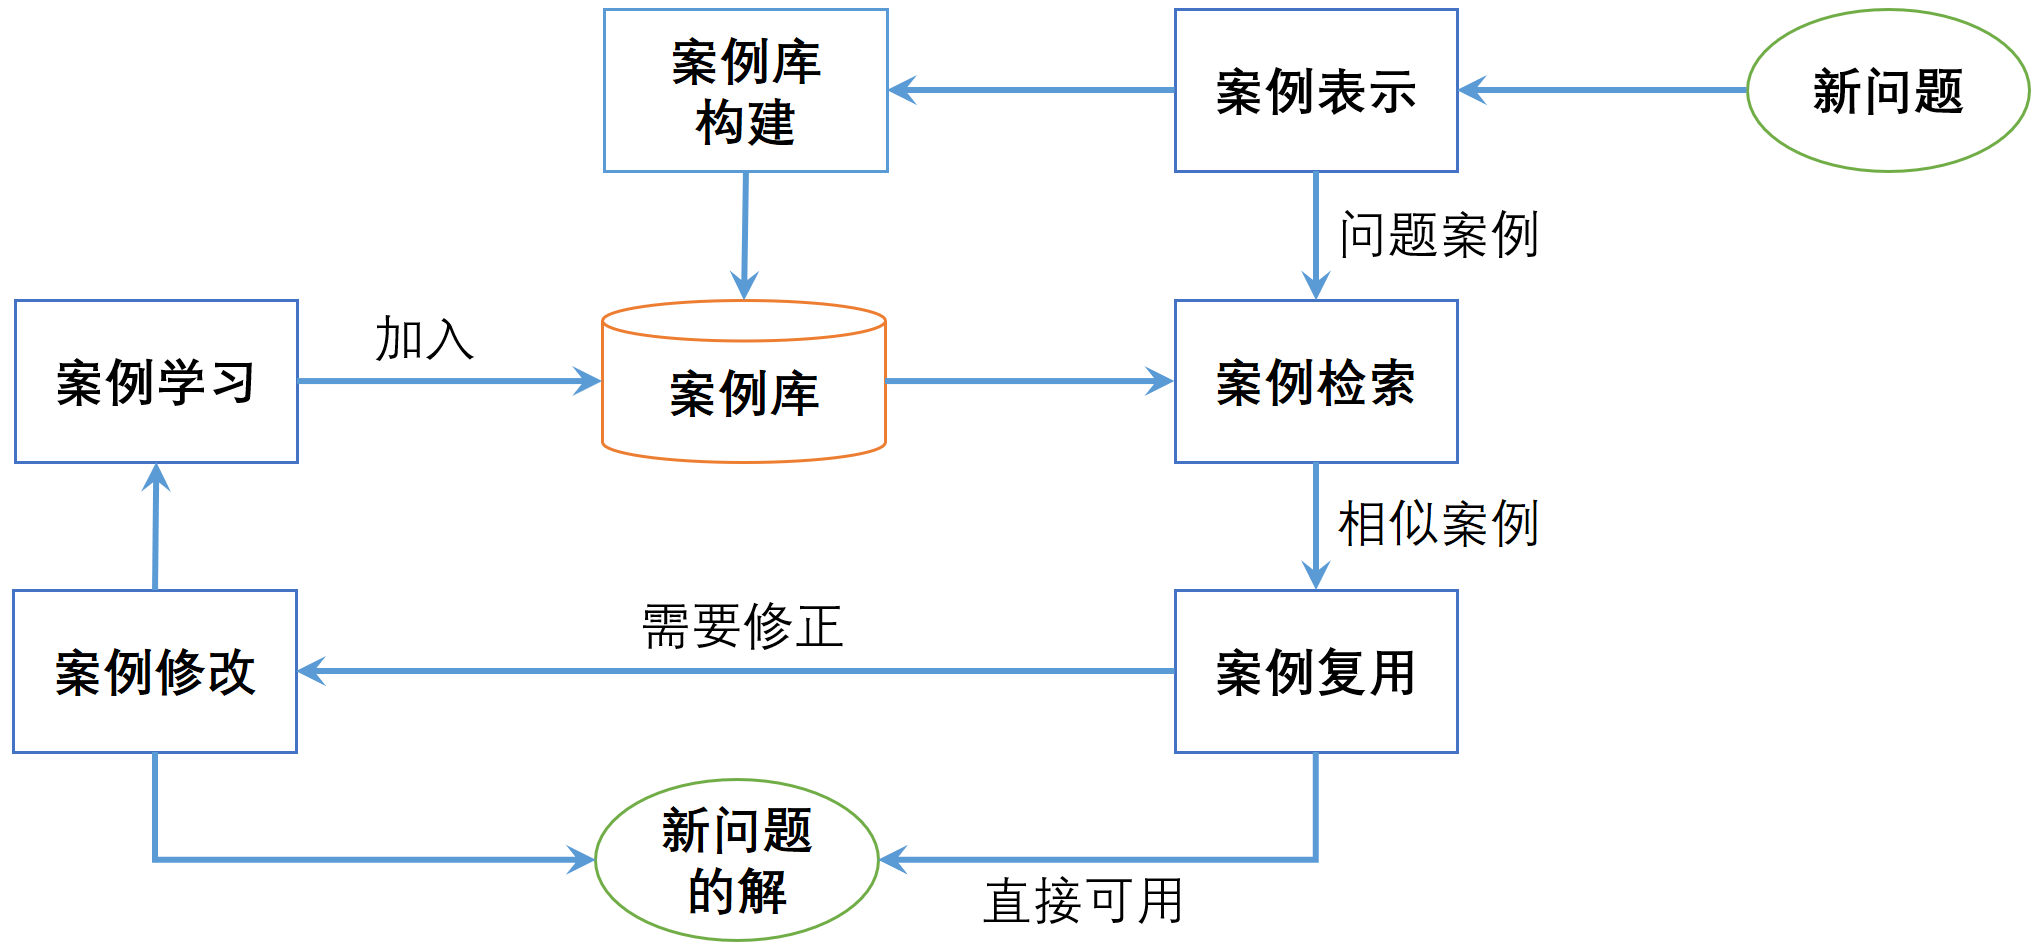 案例库
构建
案例表示
新问题
问题案例
案例学习
加入
案例库
案例检索
相似案例
案例修改
需要修正
案例复用
新问题
的解
直接可用